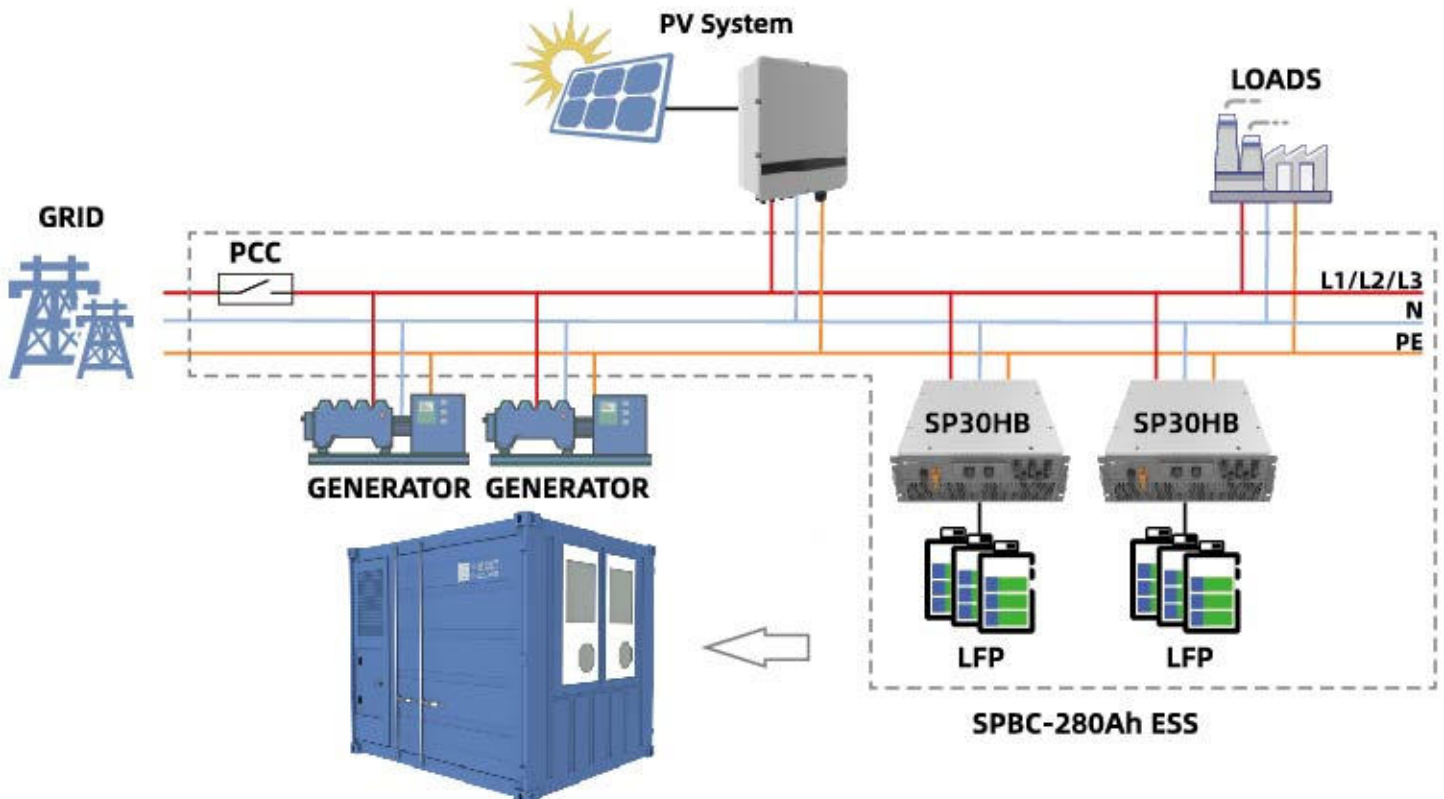 PV System
LOADS
GRID
PCC
L1/L2/L3
N
PE
SP30HB
SP30HB
GENERATOR
GENERATOR
LFP
LFP
SPBC-280Ah ESS